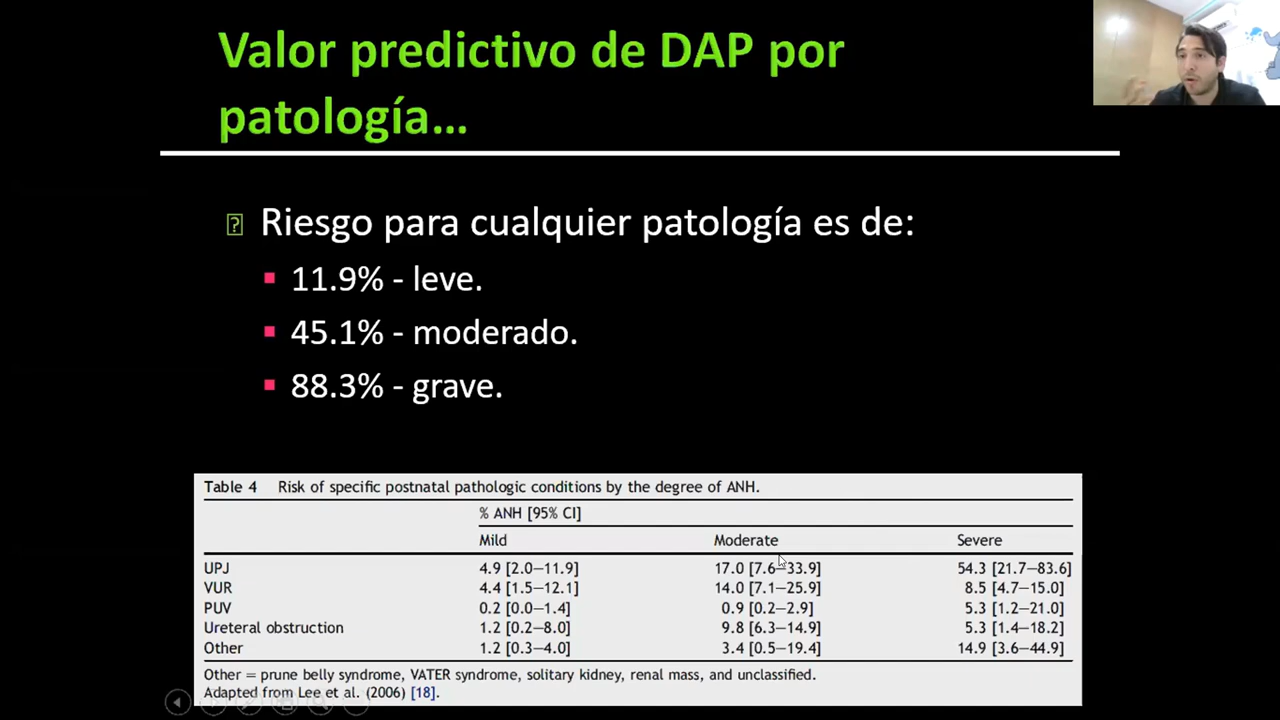 Valor predictivo de DAP por
patología...
Riesgo para cualquier patología es de:
11.9% - leve.
45.1% - moderado.
88.3% - grave.
Table 4 Risk of specific postnatal pathologic conditions by the degree of ANH.
% ANH [95% CI]
Mild Moderate Severe
UPJ 4.9 [2.0–11.9] 17.0 [7.6–33.9] 54.3 [21.7–83.6]
VUR 4.4 [1.5–12.1] 14.0 [7.1–25.9] 8.5 [4.7–15.0]
PUV 0.2 [0.0–1.4] 0.9 [0.2–2.9] 5.3 [1.2–21.0]
Ureteral obstruction 1.2 [0.2–8.0] 9.8 [6.3–14.9] 5.3 [1.4–18.2]
Other 1.2 [0.3–4.0] 3.4 [0.5–19.4] 14.9 [3.6–44.9]
Other = prune belly syndrome, VATER syndrome, solitary kidney, renal mass, and unclassified.
Adapted from Lee et al. (2006) [18].